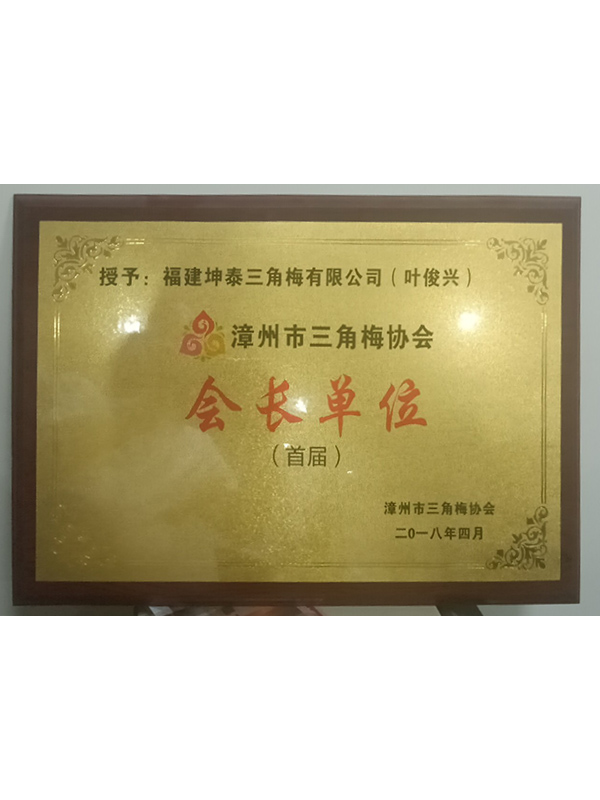 授予：福建坤泰三角梅有限公司（叶俊兴）
漳州市三角梅协会
会长单位
（首届）
漳州市三角梅协会
二0一八年四月